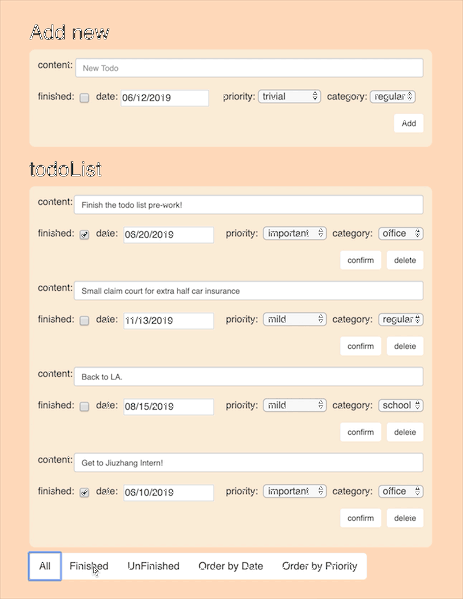 Add new
content: New Todo
finished: date: 06/12/2019 priority: trivial category: regular
Add
todoList
content: Finish the todo list pre-work!
finished: date: 08/20/2019 priority: important category: office
confirm delete
content: Small claim court for extra half car insurance
finished: date: 11/13/2019 priority: mild category: regular
confirm delete
content: Back to LA.
finished: date: 08/15/2019 priority: mild category: school
confirm delete
content: Get to Jiuzhang Intern!
finished: date: 08/10/2019 priority: important category: office
confirm delete
All Finished UnFinished Order by Date Order by Priority